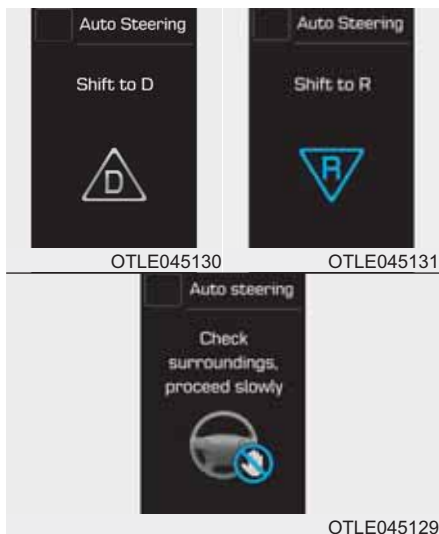 Auto Steering
Shift to D
D
OTLE045130
Auto Steering
Shift to R
R
OTLE045131
Auto steering
Check
surroundings,
proceed slowly
OTLE045129